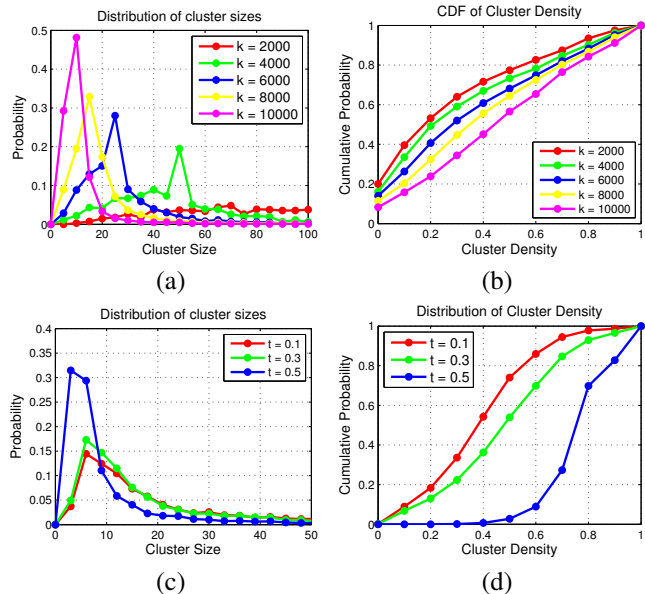 Distribution of cluster sizes
Probability
0.5
0.4
0.3
0.2
0.1
0
k = 2000
k = 4000
k = 6000
k = 8000
k = 10000
0 20 40 60 80 100
Cluster Size
(a)
CDF of Cluster Density
Cumulative Probability
1
0.8
0.6
0.4
0.2
0
k = 2000
k = 4000
k = 6000
k = 8000
k = 10000
0 0.2 0.4 0.6 0.8 1
Cluster Density
(b)
Distribution of cluster sizes
Probability
0.4
0.35
0.3
0.25
0.2
0.15
0.1
0.05
0
t = 0.1
t = 0.3
t = 0.5
0 10 20 30 40 50
Cluster Size
(c)
Distribution of Cluster Density
Cumulative Probability
1
0.8
0.6
0.4
0.2
0
t = 0.1
t = 0.3
t = 0.5
0 0.2 0.4 0.6 0.8 1
Cluster Density
(d)